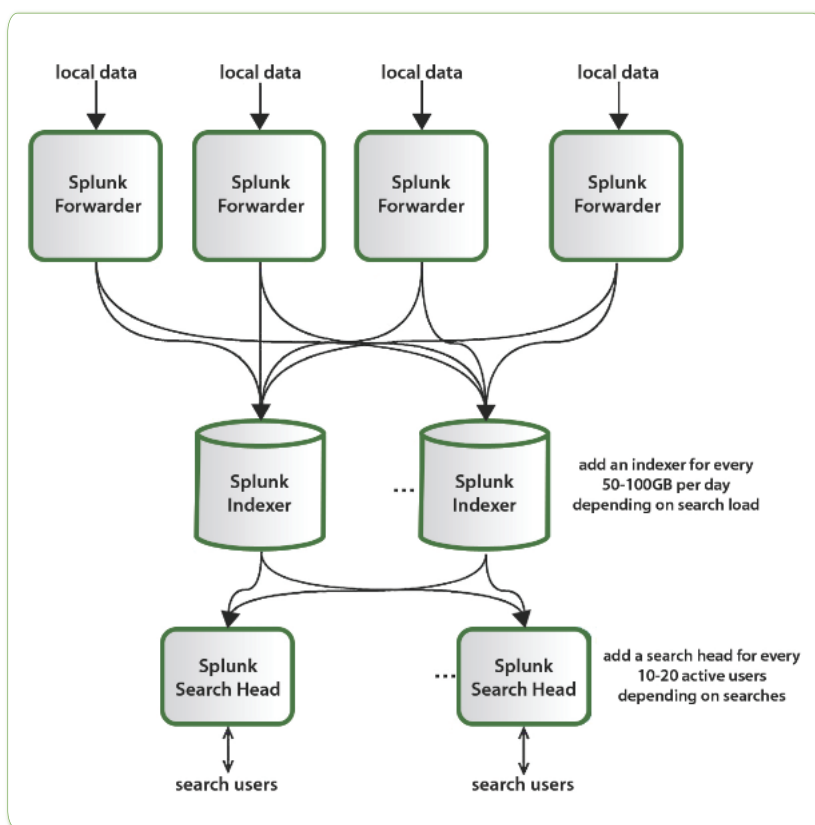 local data
local data
local data
local data
Splunk
Forwarder
Splunk
Forwarder
Splunk
Forwarder
Splunk
Forwarder
Splunk
Indexer
...
Splunk
Indexer
add an indexer for every
50-100GB per day
depending on search load
Splunk
Search Head
...
Splunk
Search Head
add a search head for every
10-20 active users
depending on searches
search users
search users